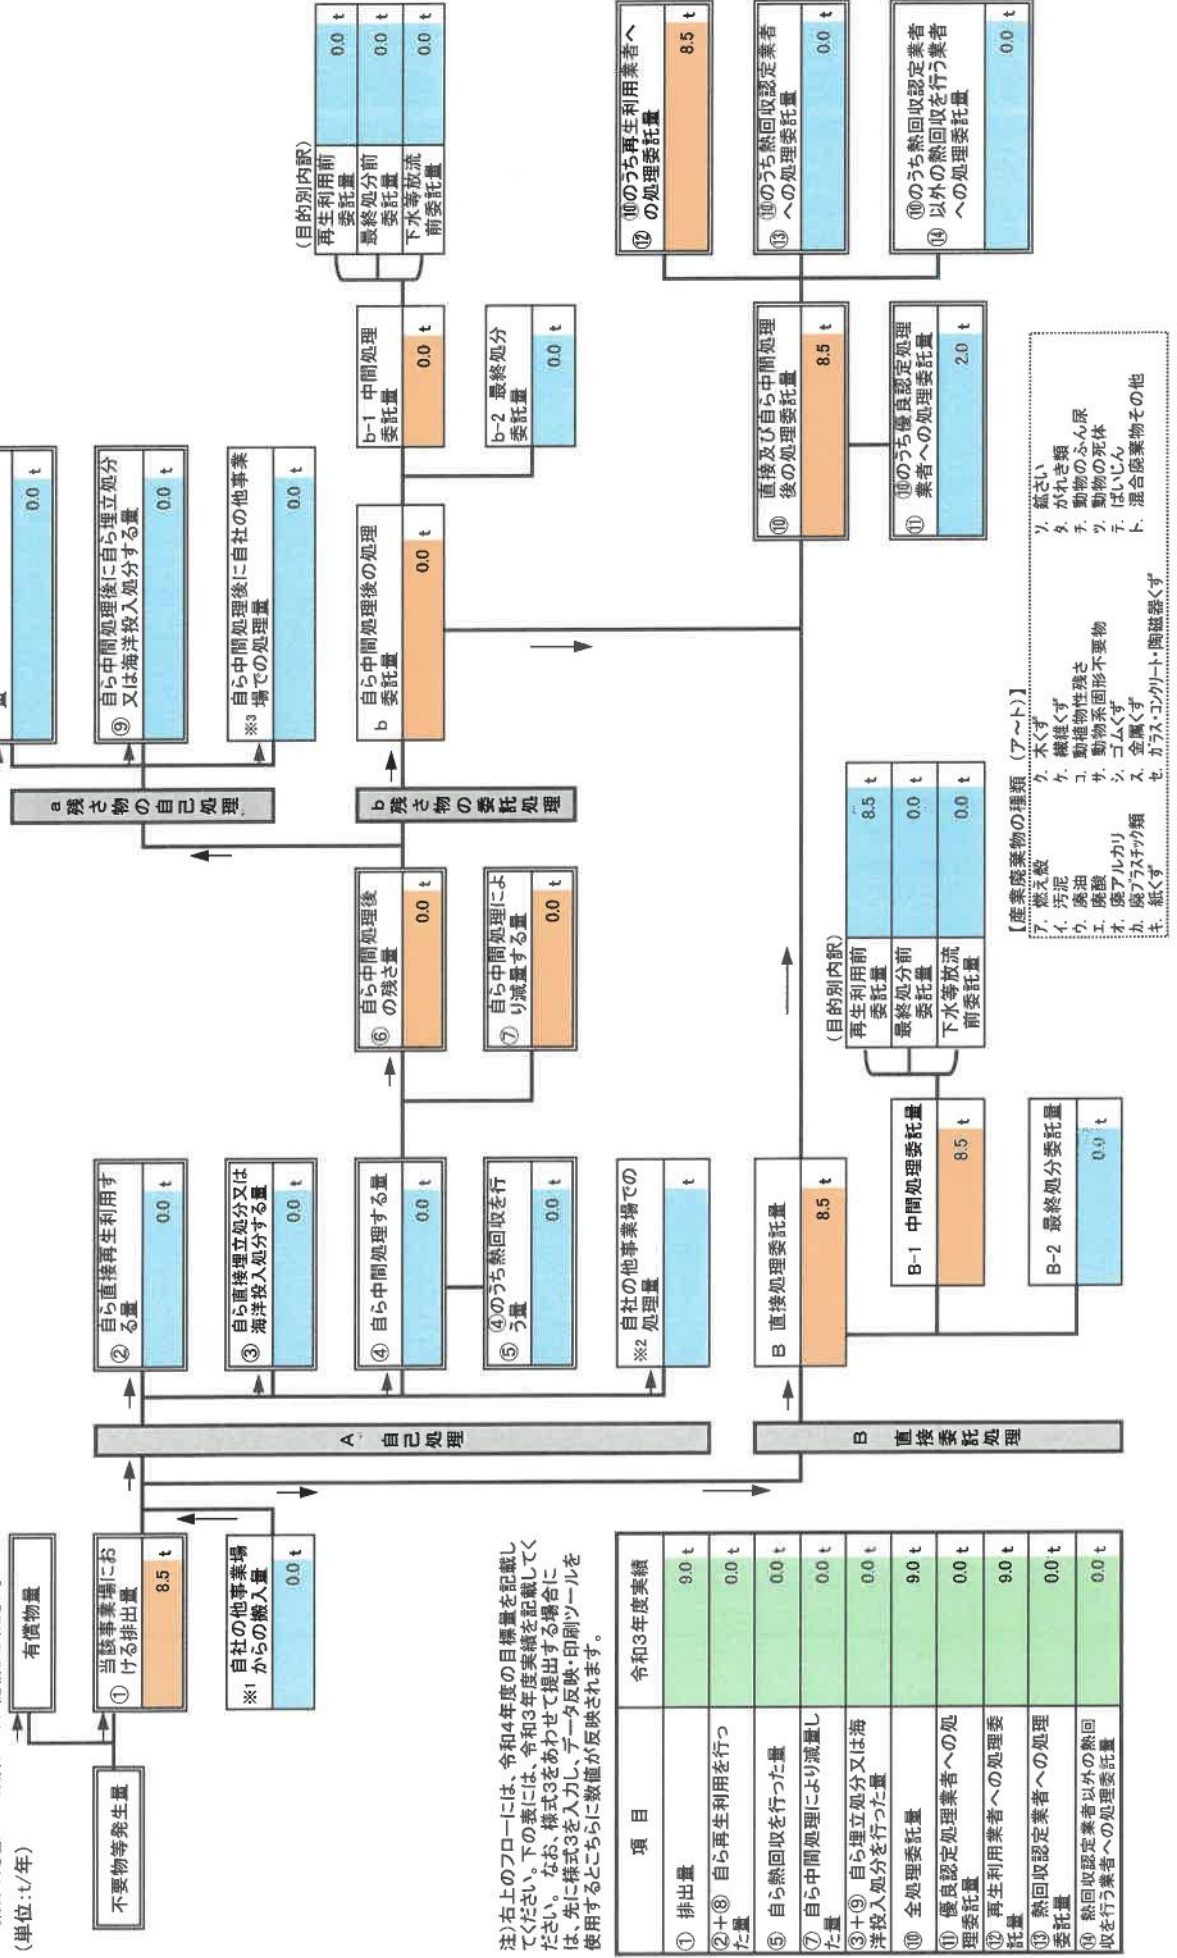 (単位:t/年)
不要物等発生量
有償物量
① 当該事業場にお
ける排出量
8.5 t
※1 自社の他事業場
からの搬入量
0.0 t
A 自己処理
B 直接委託処理
② 自ら直接再生利用す
る量
0.0 t
③ 自ら直接埋立処分又は
海洋投入処分する量
0.0 t
④ 自ら中間処理する量
0.0 t
⑤ ④のうち熱回収を行
う量
0.0 t
※2 自社の他事業場での
処理量
t
B 直接処理委託量
8.5 t
B-1 中間処理委託量
8.5 t
B-2 最終処分委託量
0.0 t
(目的別内訳)
再生利用前
委託量
8.5 t
最終処分前
委託量
0.0 t
下水等放流
前委託量
0.0 t
⑥ 自ら中間処理後
の残さ量
0.0 t
⑦ 自ら中間処理によ
り減量する量
0.0 t
a 残さ物の自己処理
b 残さ物の委託処理
量
0.0 t
⑨ 自ら中間処理後に自ら埋立処分
又は海洋投入処分する量
0.0 t
※3 自ら中間処理後に自社の他事業
場での処理量
0.0 t
b 自ら中間処理後の処理
委託量
0.0 t
b-1 中間処理
委託量
0.0 t
b-2 最終処分
委託量
0.0 t
(目的別内訳)
再生利用前
委託量
0.0 t
最終処分前
委託量
0.0 t
下水等放流
前委託量
0.0 t
⑩ 直接及び自ら中間処理
後の処理委託量
8.5 t
⑪ ⑩のうち優良認定処理
業者への処理委託量
2.0 t
⑫ ⑩のうち再生利用業者へ
の処理委託量
8.5 t
⑬ ⑩のうち熱回収認定業者
への処理委託量
0.0 t
⑭ ⑩のうち熱回収認定業者
以外の熱回収を行う業者
への処理委託量
0.0 t
注)右上のフローには、令和4年度の目標量を記載し
てください。下の表には、令和3年度実績を記載してく
ださい。 なお、様式3をあわせて提出する場合に
は、先に様式3を入力し、データ反映・印刷ツールを
使用するとこちらに数値が反映されます。
項 目 令和3年度実績
① 排出量 9.0 t
②+⑧ 自ら再生利用を行っ
た量 0.0 t
⑤ 自ら熱回収を行った量 0.0 t
⑦ 自ら中間処理により減量し
た量 0.0 t
③+⑨ 自ら埋立処分又は海
洋投入処分を行った量 0.0 t
⑩ 全処理委託量 9.0 t
⑪ 優良認定処理業者への処
理委託量 0.0 t
⑫ 再生利用業者への処理委
託量 9.0 t
⑬ 熱回収認定業者への処理
委託量 0.0 t
⑭ 熱回収認定業者以外の熱回
収を行う業者への処理委託量 0.0 t
【産業廃棄物の種類 (ア～ト)】
ア. 燃え殻 ク. 木くず ソ. 鉱さい
イ. 汚泥 ケ. 繊維くず タ. がれき類
ウ. 廃油 コ. 動植物性残さ チ. 動物のふん尿
エ. 廃酸 サ. 動物系固形不要物 ツ. 動物の死体
オ. 廃アルカリ シ. ゴムくず テ. ばいじん
カ. 廃プラスチック類 ス. 金属くず ト. 混合廃棄物その他
キ. 紙くず セ. ガラス・コンクリート・陶磁器くず